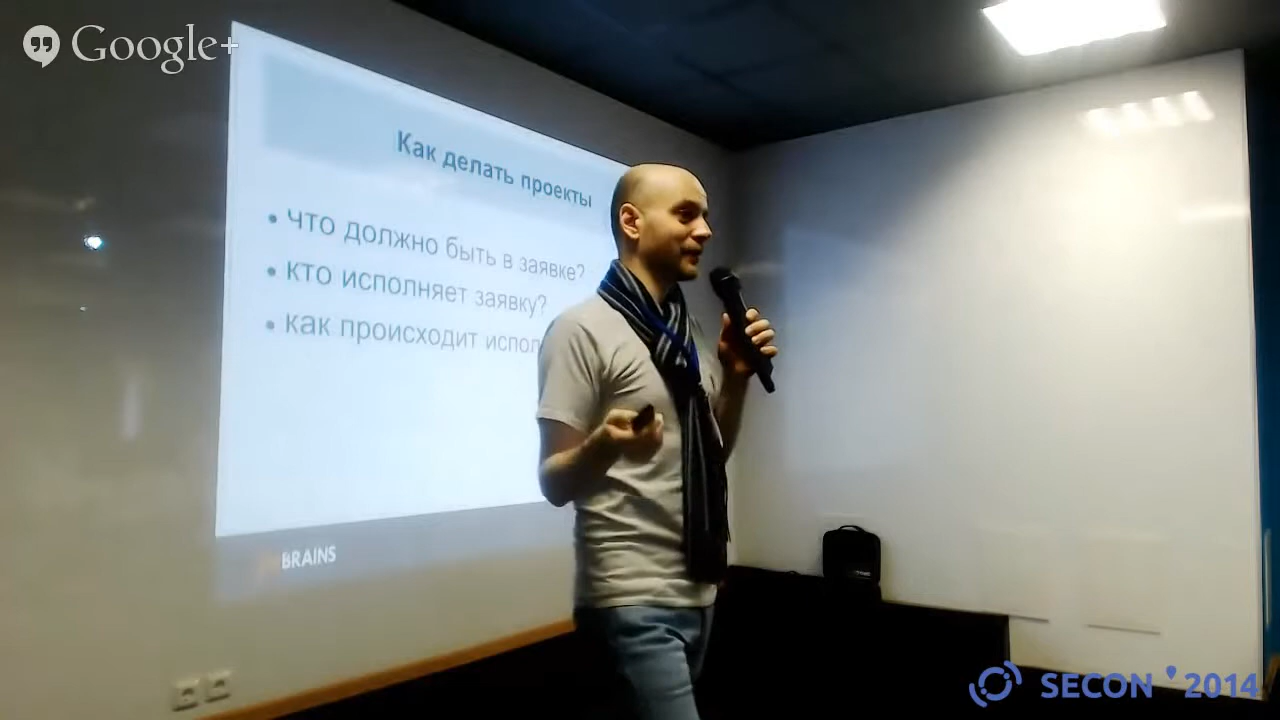 Google+
Как делать проекты
• что должно быть в заявке?
• кто исполняет заявку?
• как происходит испол
BRAINS
SECON 2014